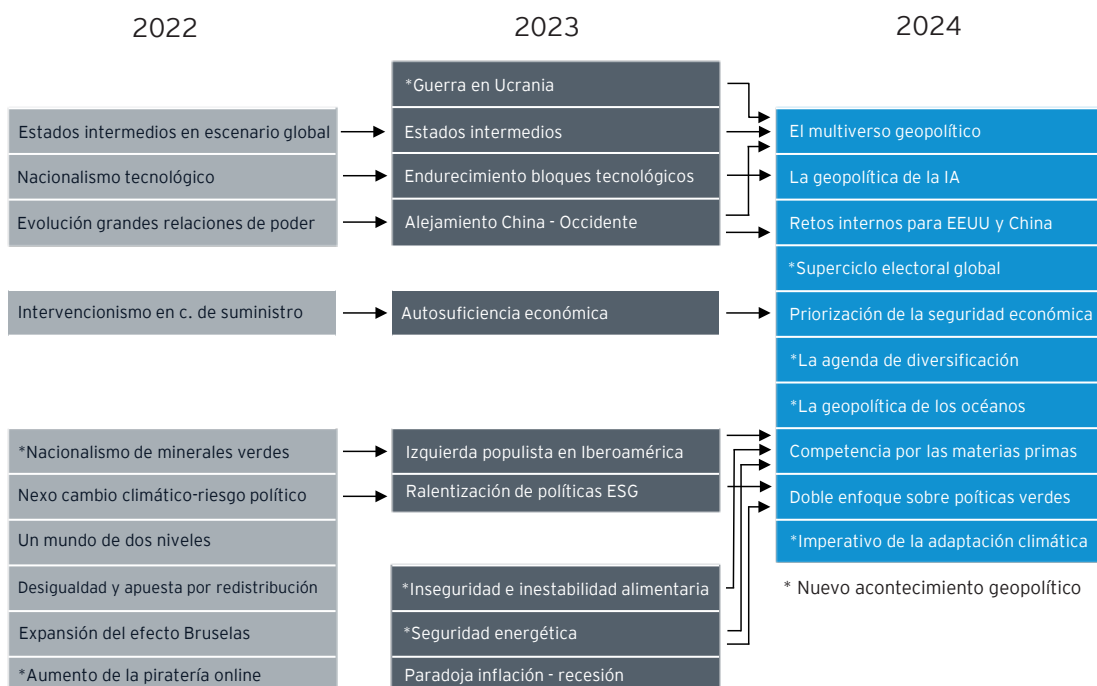 2022
2023
2024
Estados intermedios en escenario global
Nacionalismo tecnológico
Evolución grandes relaciones de poder
Intervencionismo en c. de suministro
*Nacionalismo de minerales verdes
Nexo cambio climático-riesgo político
Un mundo de dos niveles
Desigualdad y apuesta por redistribución
Expansión del efecto Bruselas
*Aumento de la piratería online
*Guerra en Ucrania
Estados intermedios
Endurecimiento bloques tecnológicos
Alejamiento China - Occidente
Autosuficiencia económica
Izquierda populista en Iberoamérica
Ralentización de políticas ESG
*Inseguridad e inestabilidad alimentaria
*Seguridad energética
Paradoja inflación - recesión
El multiverso geopolítico
La geopolítica de la IA
Retos internos para EEUU y China
*Superciclo electoral global
Priorización de la seguridad económica
*La agenda de diversificación
*La geopolítica de los océanos
Competencia por las materias primas
Doble enfoque sobre poíticas verdes
*Imperativo de la adaptación climática
* Nuevo acontecimiento geopolítico